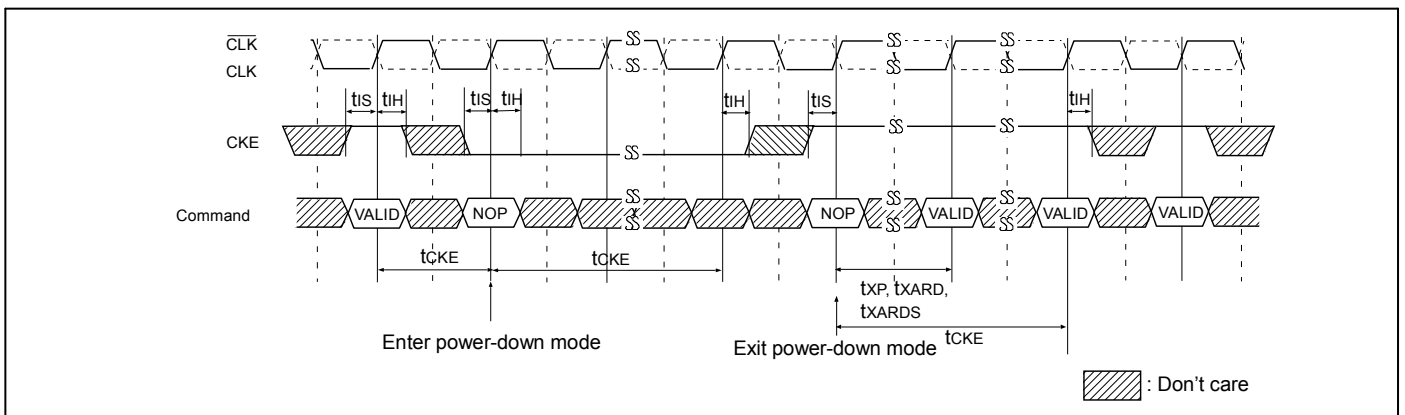 CLK
CLK
tIS tIH tIS tIH tIH tIS tIH
CKE
Command VALID NOP NOP VALID VALID VALID
tCKE tCKE
tXP, tXARD,
tXARDS
tCKE
Enter power-down mode
Exit power-down mode
: Don't care